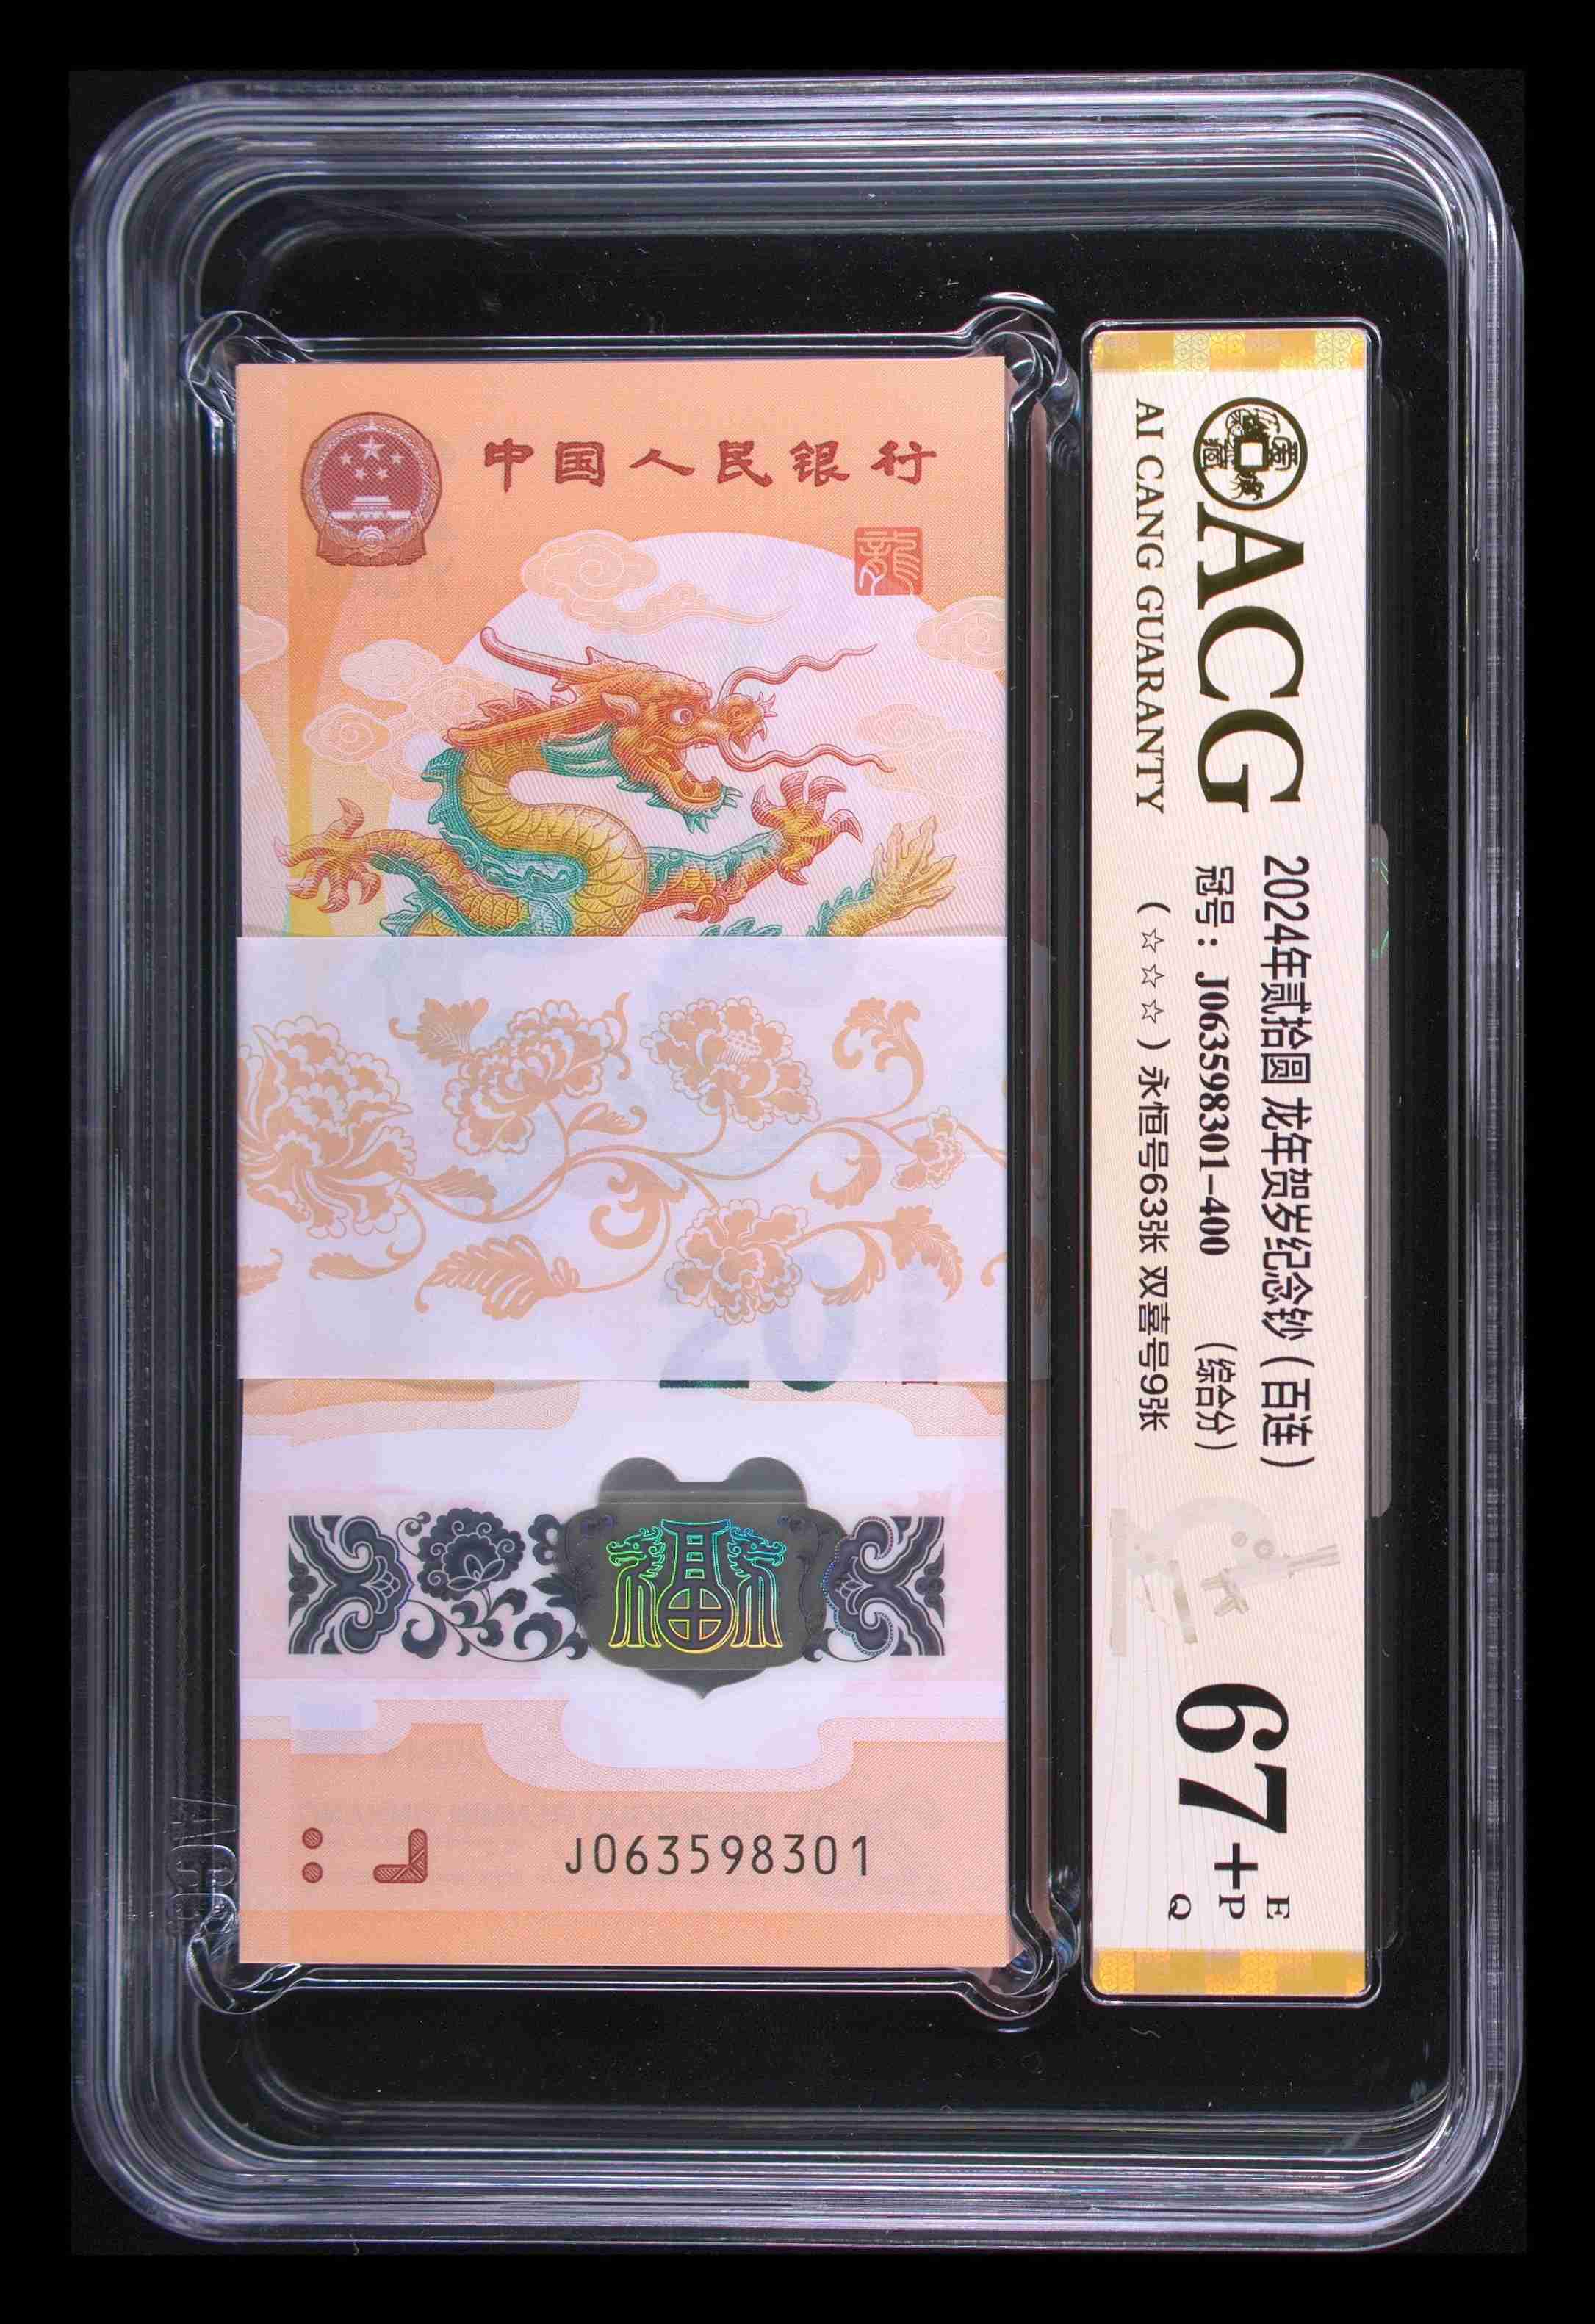 中国人民银行
龍
201
福
J063598301
ACG
AI CANG GUARANTY
2024年贰拾圆 龙年贺岁纪念钞(百连)
冠号: J063598301-400 (综合分)
(☆☆☆) 永恒号63张 双喜号9张
67+
E
P
Q